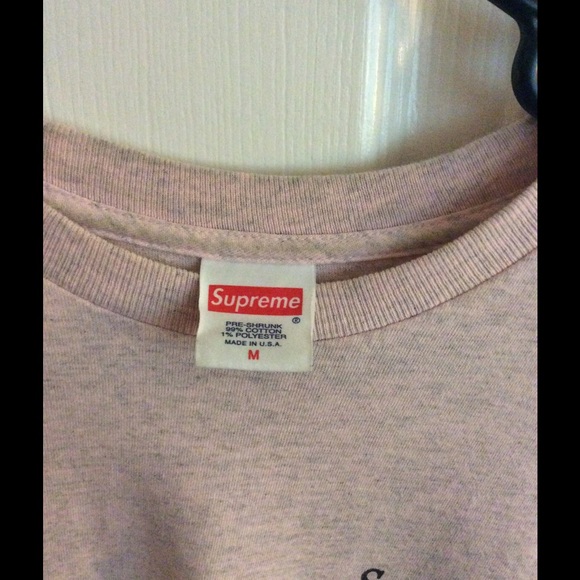 Supreme
®
PRE-SHRUNK
99% COTTON
1% POLYESTER
MADE IN U.S.A.
M
S